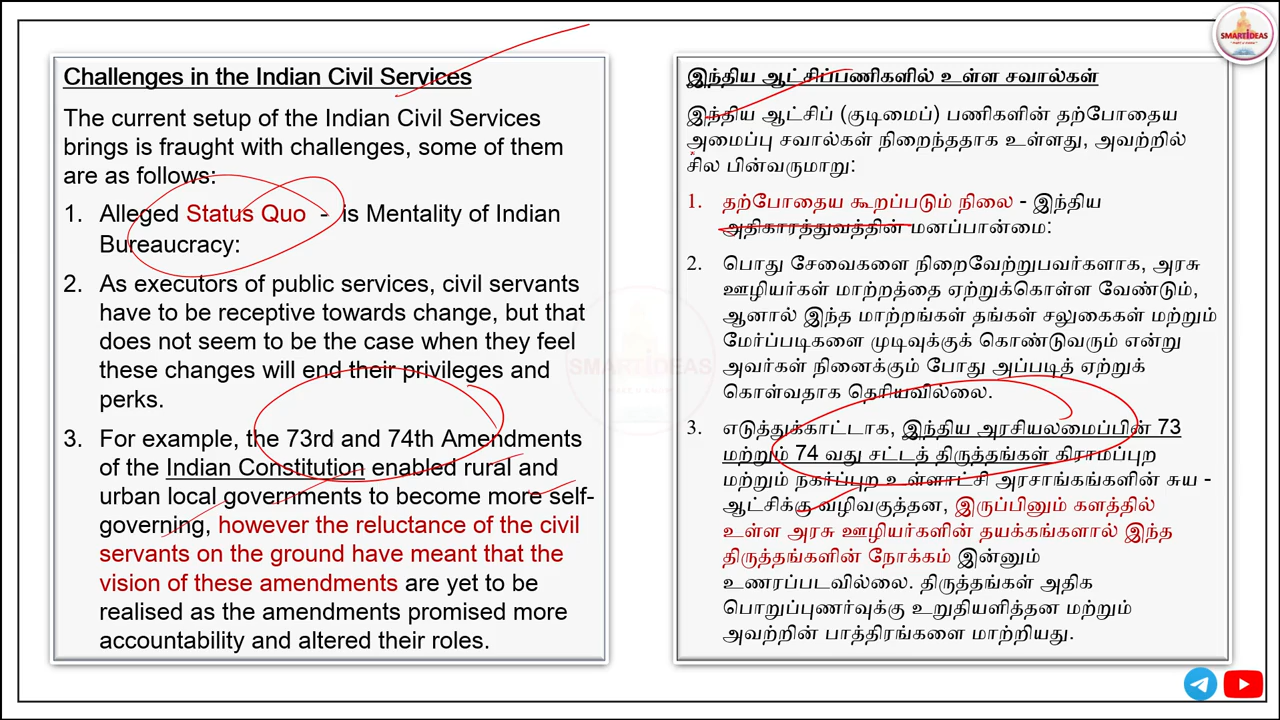 SMARTIDEAS
Challenges in the Indian Civil Services
The current setup of the Indian Civil Services
brings is fraught with challenges, some of them
are as follows:
1. Alleged Status Quo - is Mentality of Indian
Bureaucracy:
2. As executors of public services, civil servants
have to be receptive towards change, but that
does not seem to be the case when they feel
these changes will end their privileges and
perks.
3. For example, the 73rd and 74th Amendments
of the Indian Constitution enabled rural and
urban local governments to become more self-
governing, however the reluctance of the civil
servants on the ground have meant that the
vision of these amendments are yet to be
realised as the amendments promised more
accountability and altered their roles.
இந்திய ஆட்சிப்பணிகளில் உள்ள சவால்கள்
இந்திய ஆட்சிப் (குடிமைப்) பணிகளின் தற்போதைய
அமைப்பு சவால்கள் நிறைந்ததாக உள்ளது, அவற்றில்
சில பின்வருமாறு:
1. தற்போதைய கூறப்படும் நிலை - இந்திய
அதிகாரத்துவத்தின் மனப்பான்மை:
2. பொது சேவைகளை நிறைவேற்றுபவர்களாக, அரசு
ஊழியர்கள் மாற்றத்தை ஏற்றுக்கொள்ள வேண்டும்,
ஆனால் இந்த மாற்றங்கள் தங்கள் சலுகைகள் மற்றும்
மேர்ப்படிகளை முடிவுக்குக் கொண்டுவரும் என்று
அவர்கள் நினைக்கும் போது அப்படித் ஏற்றுக்
கொள்வதாக தெரியவில்லை.
3. எடுத்துக்காட்டாக, இந்திய அரசியலமைப்பின் 73
மற்றும் 74 வது சட்டத் திருத்தங்கள் கிராமப்புற
மற்றும் நகர்ப்புற உள்ளாட்சி அரசாங்கங்களின் சுய -
ஆட்சிக்கு வழிவகுத்தன, இருப்பினும் களத்தில்
உள்ள அரசு ஊழியர்களின் தயக்கங்களால் இந்த
திருத்தங்களின் நோக்கம் இன்னும்
உணரப்படவில்லை. திருத்தங்கள் அதிக
பொறுப்புணர்வுக்கு உறுதியளித்தன மற்றும்
அவற்றின் பாத்திரங்களை மாற்றியது.
SMARTIDEAS